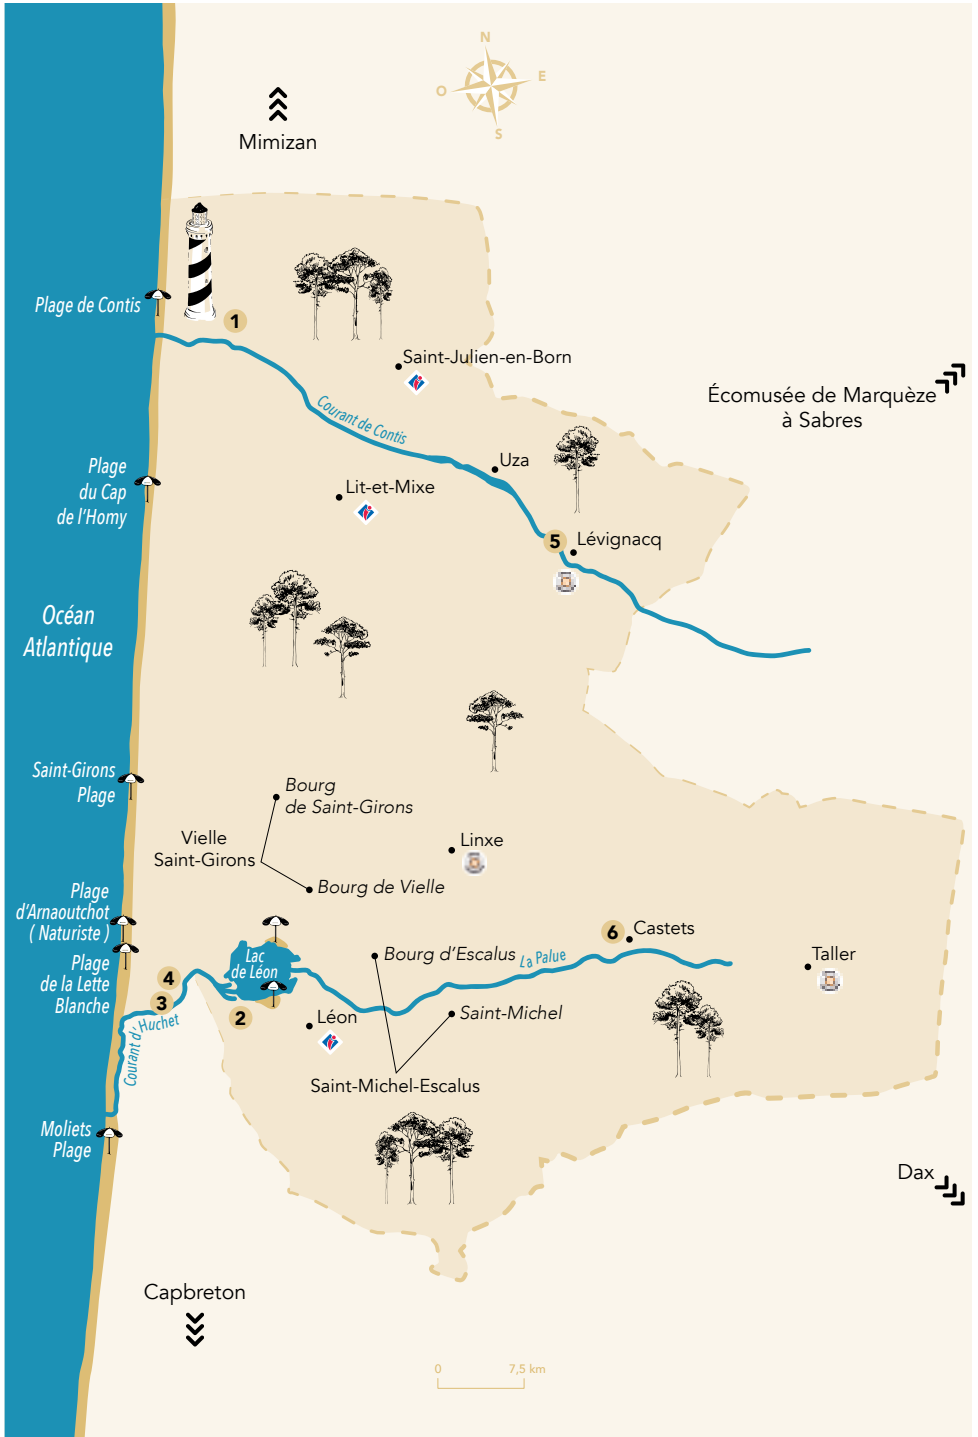 N
E
O
S
Mimizan
Plage de Contis
1
Saint-Julien-en-Born
Écomusée de Marquèze
à Sabres
Courant de Contis
Plage
du Cap
de l'Homy
Uza
Lit-et-Mixe
5
Lévignacq
Océan
Atlantique
Saint-Girons
Plage
Bourg
de Saint-Girons
Vielle
Saint-Girons
Linxe
Bourg de Vielle
Plage
d'Arnaoutchot
( Naturiste )
Plage
de la Lette
Blanche
6
Castets
Lac
de Léon
Bourg d'Escalus
La Palue
Taller
4
3
2
Léon
Saint-Michel
Courant d'Huchet
Saint-Michel-Escalus
Moliets
Plage
Dax
Capbreton
0
7,5 km